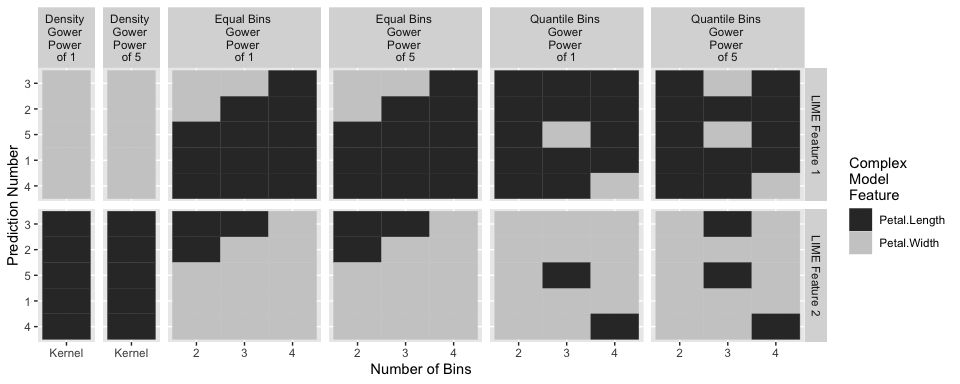 Density
Gower
Power
of 1
Density
Gower
Power
of 5
Equal Bins
Gower
Power
of 1
Equal Bins
Gower
Power
of 5
Quantile Bins
Gower
Power
of 1
Quantile Bins
Gower
Power
of 5
Prediction Number
3
2
5
1
4
LIME Feature 1
3
2
5
1
4
LIME Feature 2
Kernel
Kernel
2 3 4
2 3 4
2 3 4
2 3 4
Number of Bins
Complex
Model
Feature
Petal.Length
Petal.Width